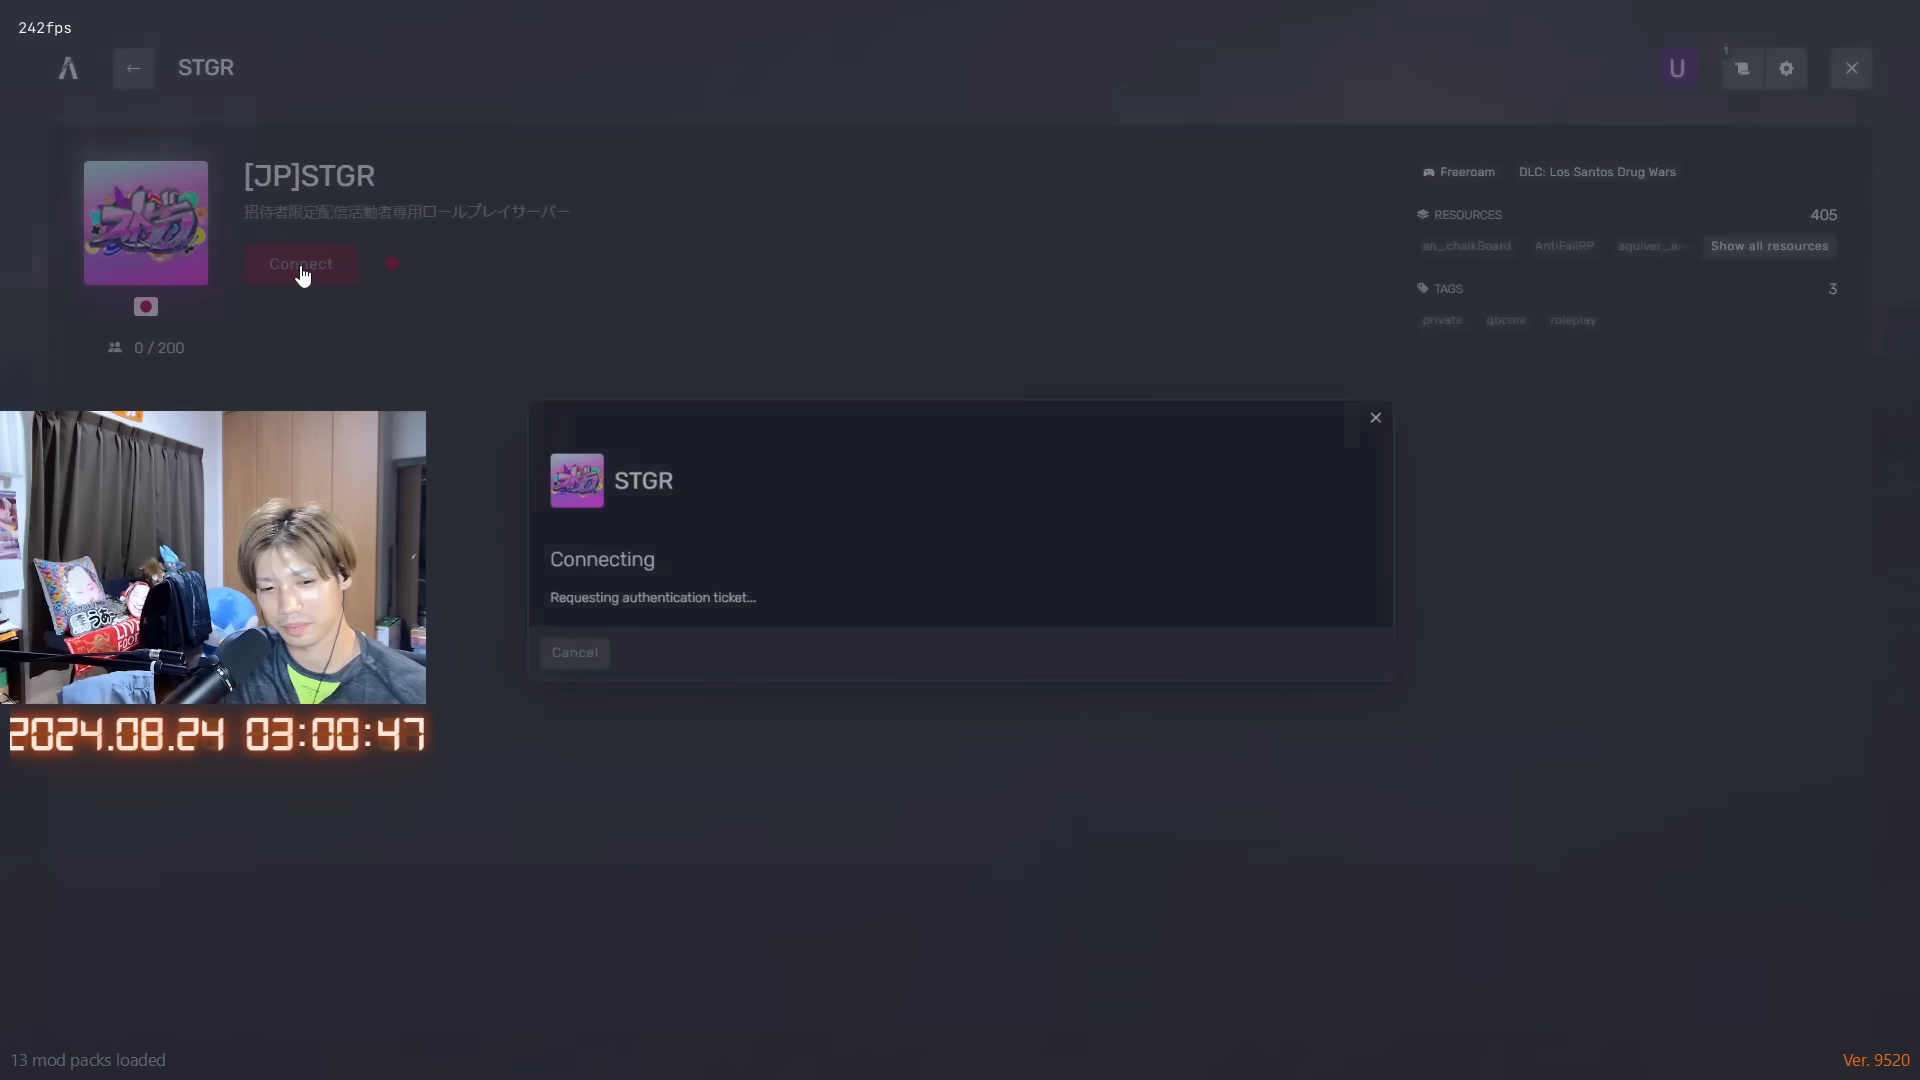 242fps
STGR
U
1
[JP]STGR
招待者限定配信活動者専用ロールプレイサーバー
Connect
0 / 200
Freeroam DLC: Los Santos Drug Wars
RESOURCES 405
an_chalkBoard AntiFailRP aquiver_ar Show all resources
TAGS 3
private qbcore roleplay
STGR
Connecting
Requesting authentication ticket...
Cancel
2024.08.24 03:00:47
13 mod packs loaded
Ver. 9520